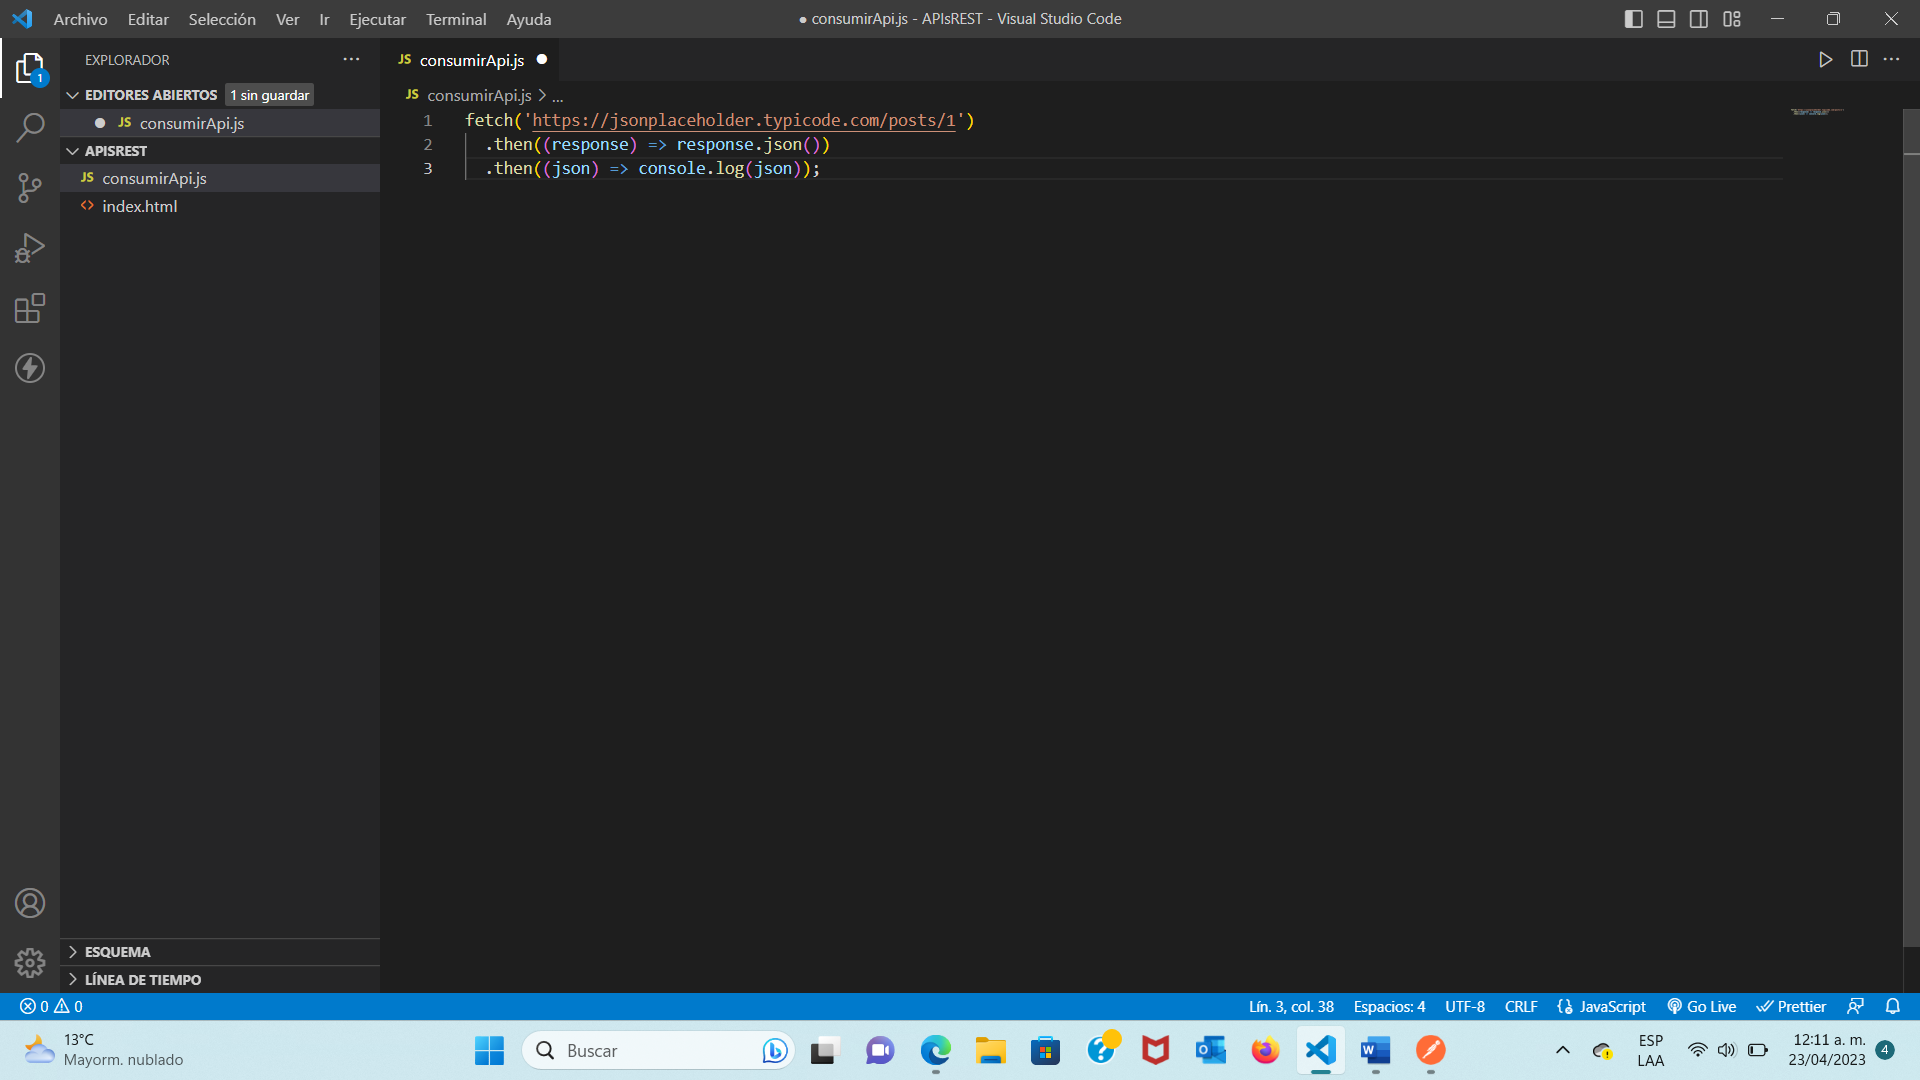 Archivo Editar Selección Ver Ir Ejecutar Terminal Ayuda
● consumirApi.js - APIsREST - Visual Studio Code
EXPLORADOR
EDITORES ABIERTOS 1 sin guardar
JS consumirApi.js
APISREST
JS consumirApi.js
<> index.html
1
JS consumirApi.js
JS consumirApi.js > ...
1 fetch('https://jsonplaceholder.typicode.com/posts/1')
2 .then((response) => response.json())
3 .then((json) => console.log(json));
ESQUEMA
LÍNEA DE TIEMPO
0 0
Lín. 3, col. 38 Espacios: 4 UTF-8 CRLF {} JavaScript Go Live Prettier
13°C
Mayorm. nublado
Buscar
ESP
LAA
12:11 a. m.
23/04/2023
4